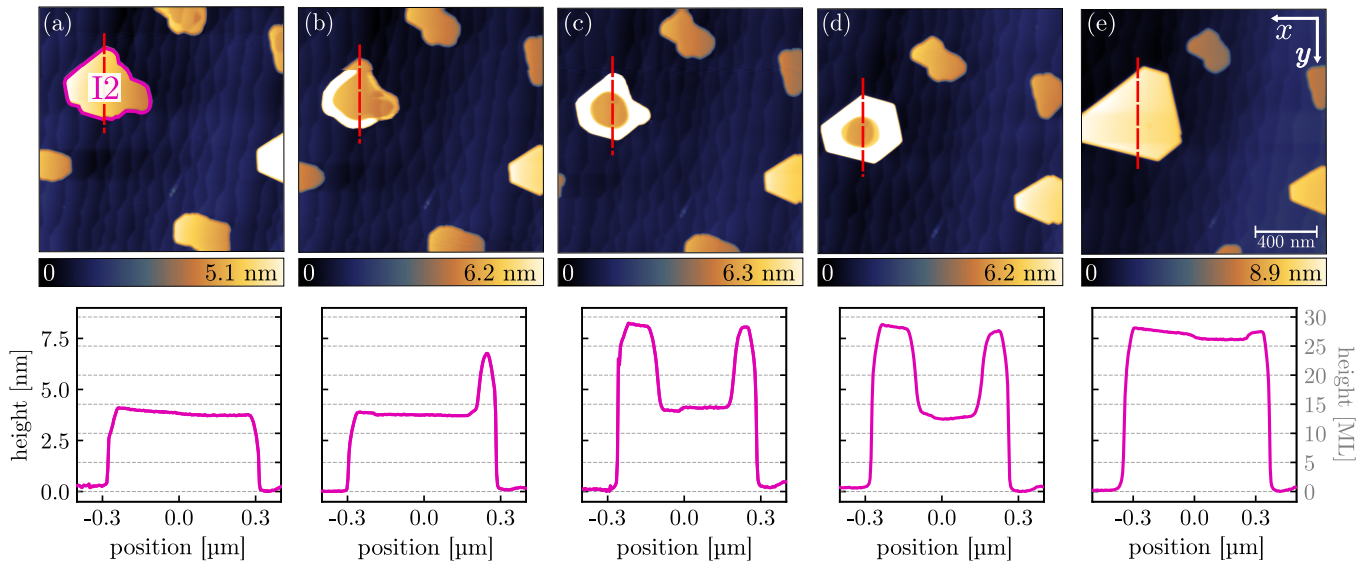 (a) (b) (c) (d) (e)
x
y
I2
400 nm
0 5.1 nm 0 6.2 nm 0 6.3 nm 0 6.2 nm 0 8.9 nm
height [nm]
7.5
5.0
2.5
0.0
30
25
20
15
10
5
0
height [ML]
-0.3 0.0 0.3 -0.3 0.0 0.3 -0.3 0.0 0.3 -0.3 0.0 0.3 -0.3 0.0 0.3
position [µm] position [µm] position [µm] position [µm] position [µm]